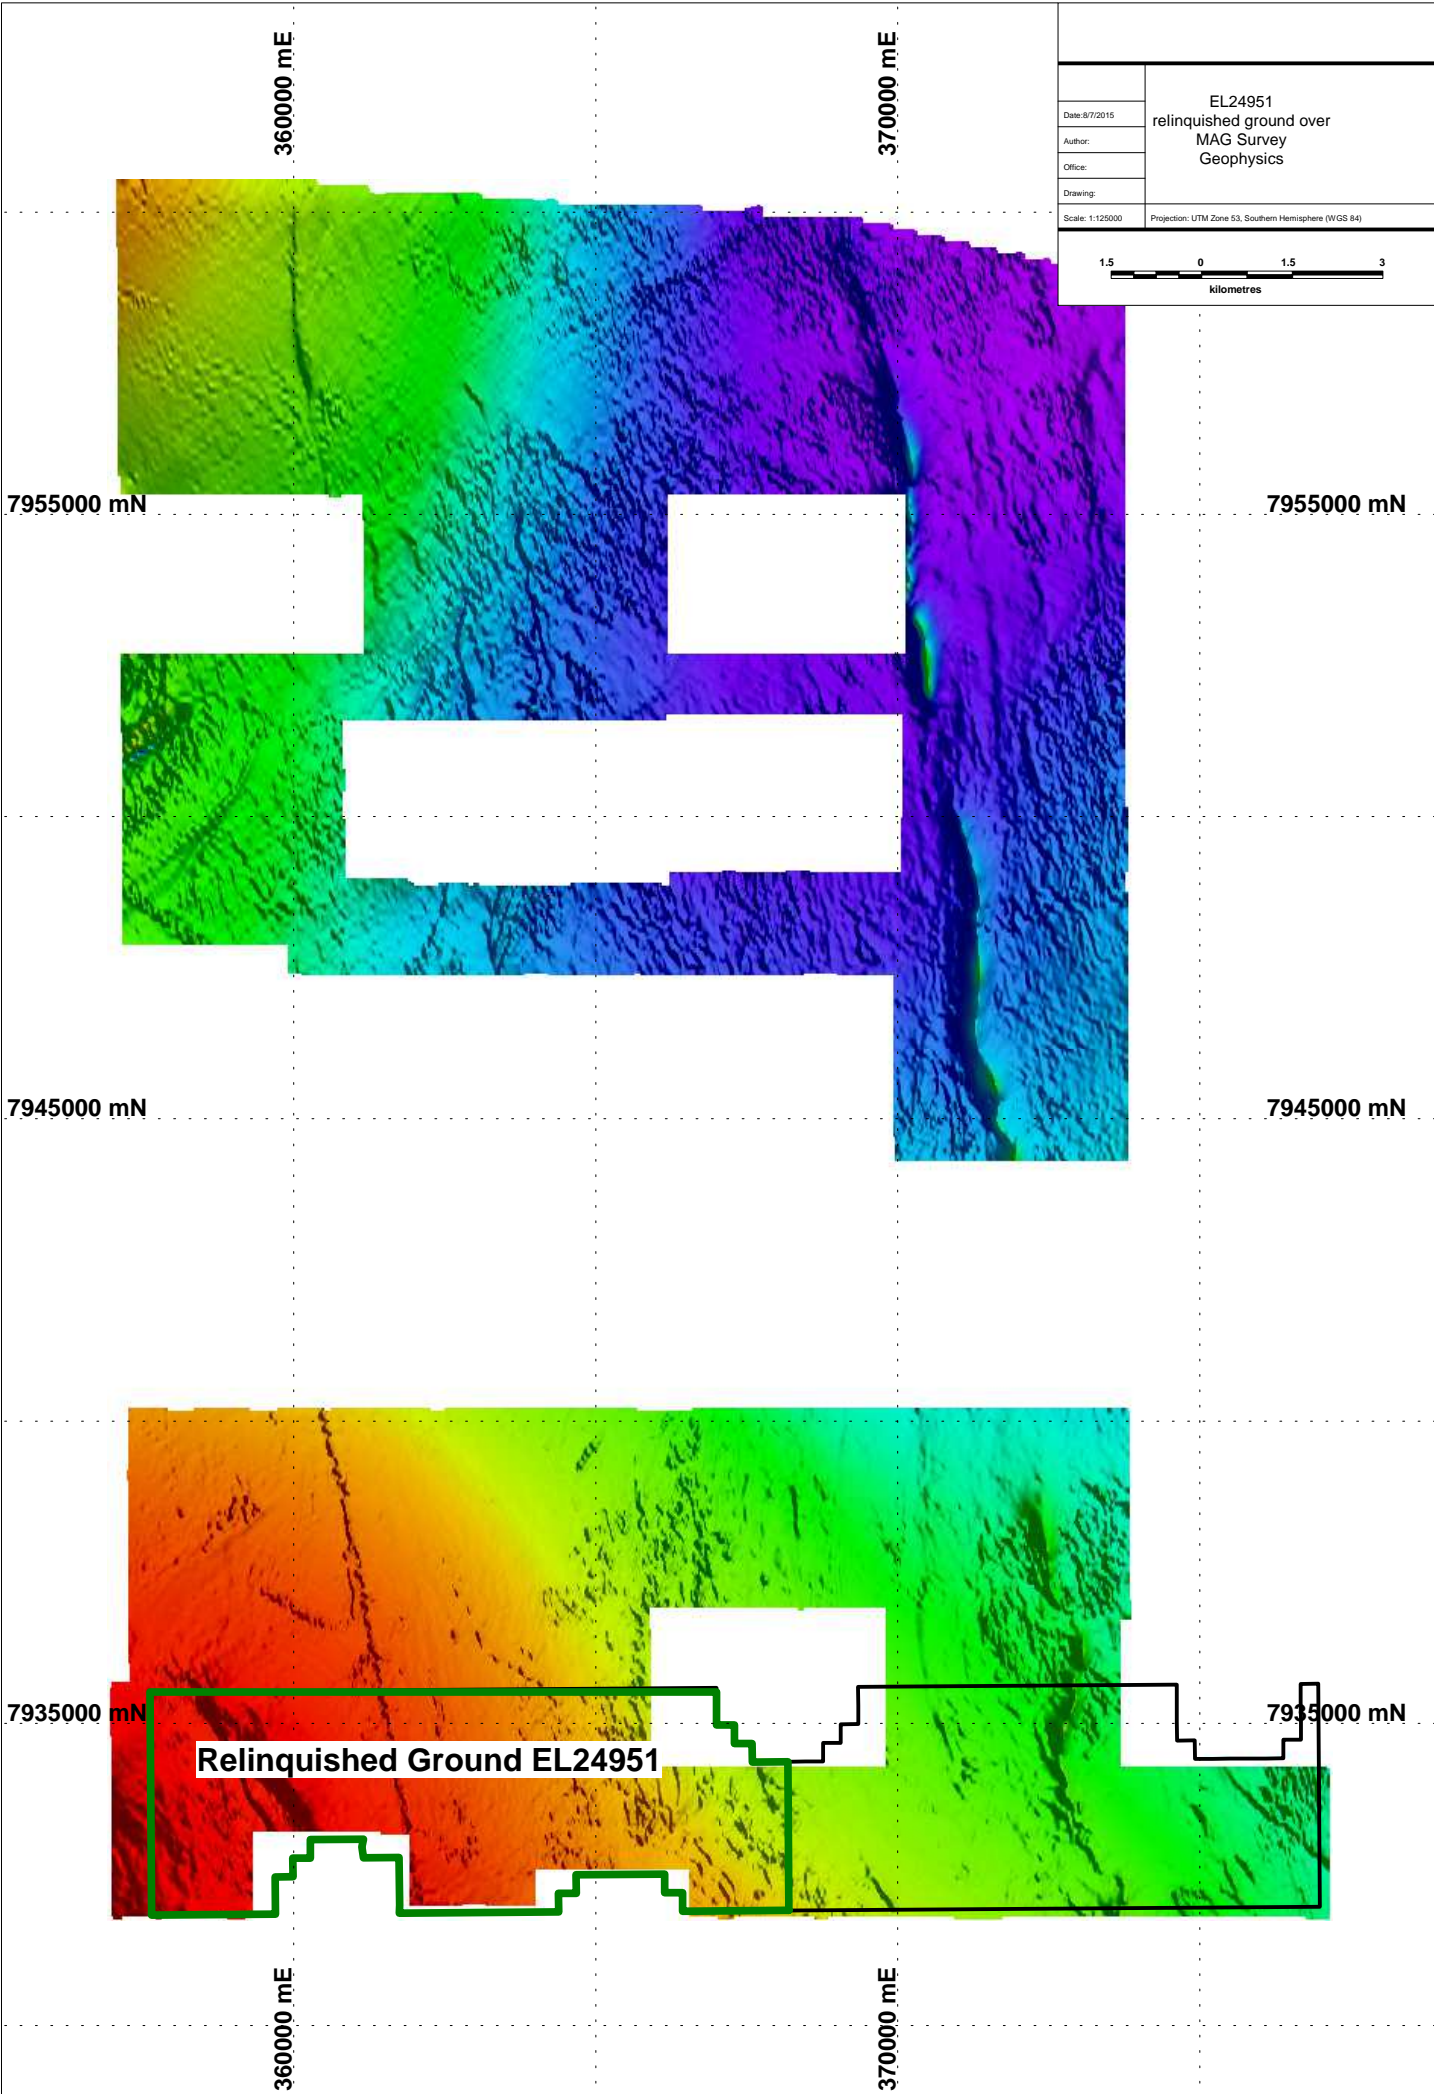 360000 mE
370000 mE
EL24951
relinquished ground over
MAG Survey
Geophysics
Date:8/7/2015
Author:
Office:
Drawing:
Scale: 1:125000
Projection: UTM Zone 53, Southern Hemisphere (WGS 84)
1.5 0 1.5 3
kilometres
7955000 mN
7955000 mN
7945000 mN
7945000 mN
7935000 mN
7935000 mN
Relinquished Ground EL24951
360000 mE
370000 mE